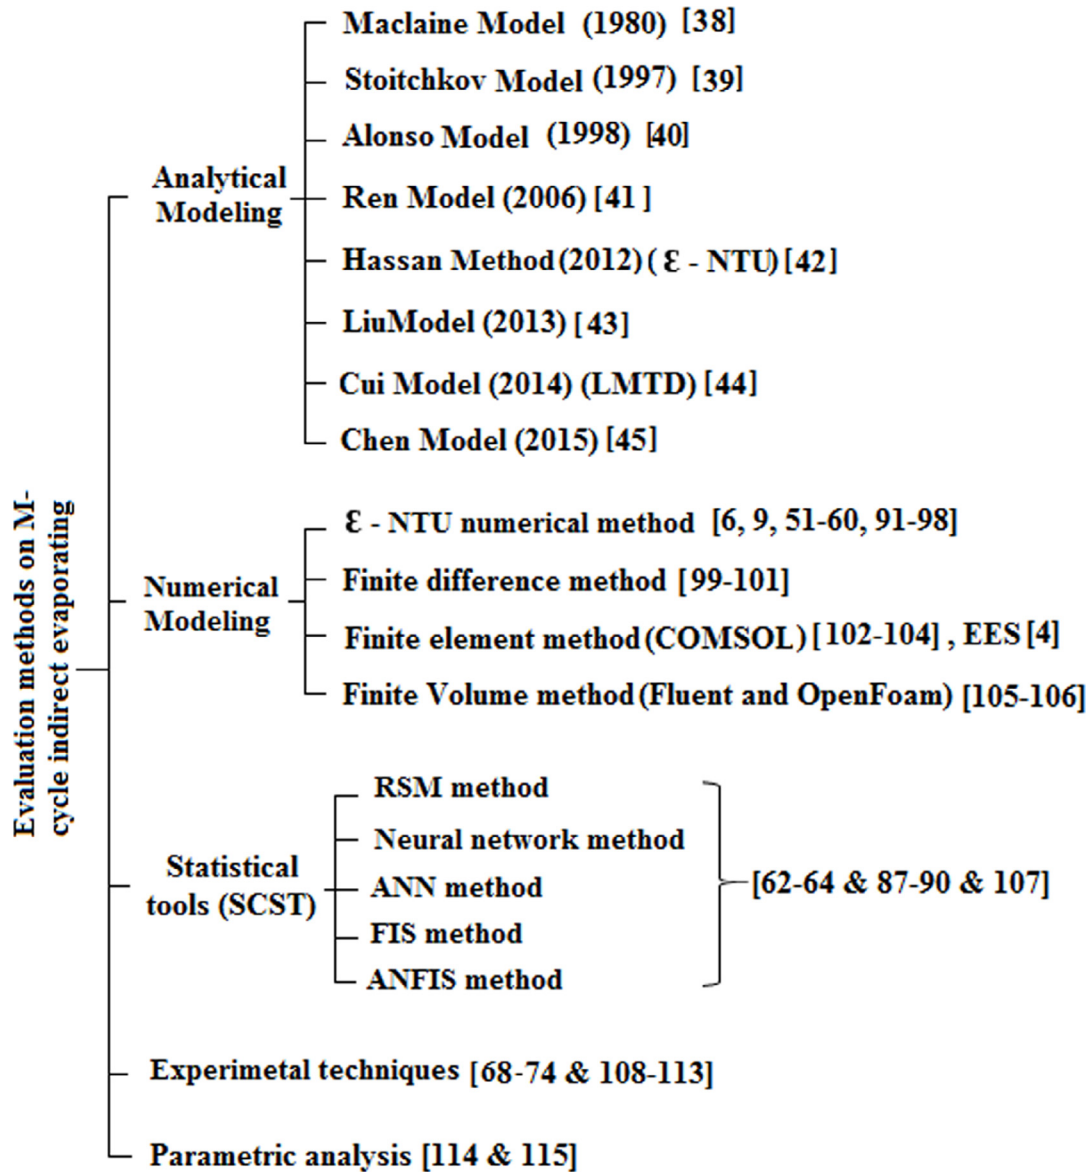 Evaluation methods on M-
cycle indirect evaporating
Analytical
Modeling
Maclaine Model (1980) [38]
Stoitchkov Model (1997) [39]
Alonso Model (1998) [40]
Ren Model (2006) [41]
Hassan Method (2012) (Ɛ - NTU) [42]
LiuModel (2013) [43]
Cui Model (2014) (LMTD) [44]
Chen Model (2015) [45]
Numerical
Modeling
Ɛ - NTU numerical method [6, 9, 51-60, 91-98]
Finite difference method [99-101]
Finite element method (COMSOL) [102-104] , EES [4]
Finite Volume method (Fluent and OpenFoam) [105-106]
Statistical
tools (SCST)
RSM method
Neural network method
ANN method
FIS method
ANFIS method
[62-64 & 87-90 & 107]
Experimetal techniques [68-74 & 108-113]
Parametric analysis [114 & 115]